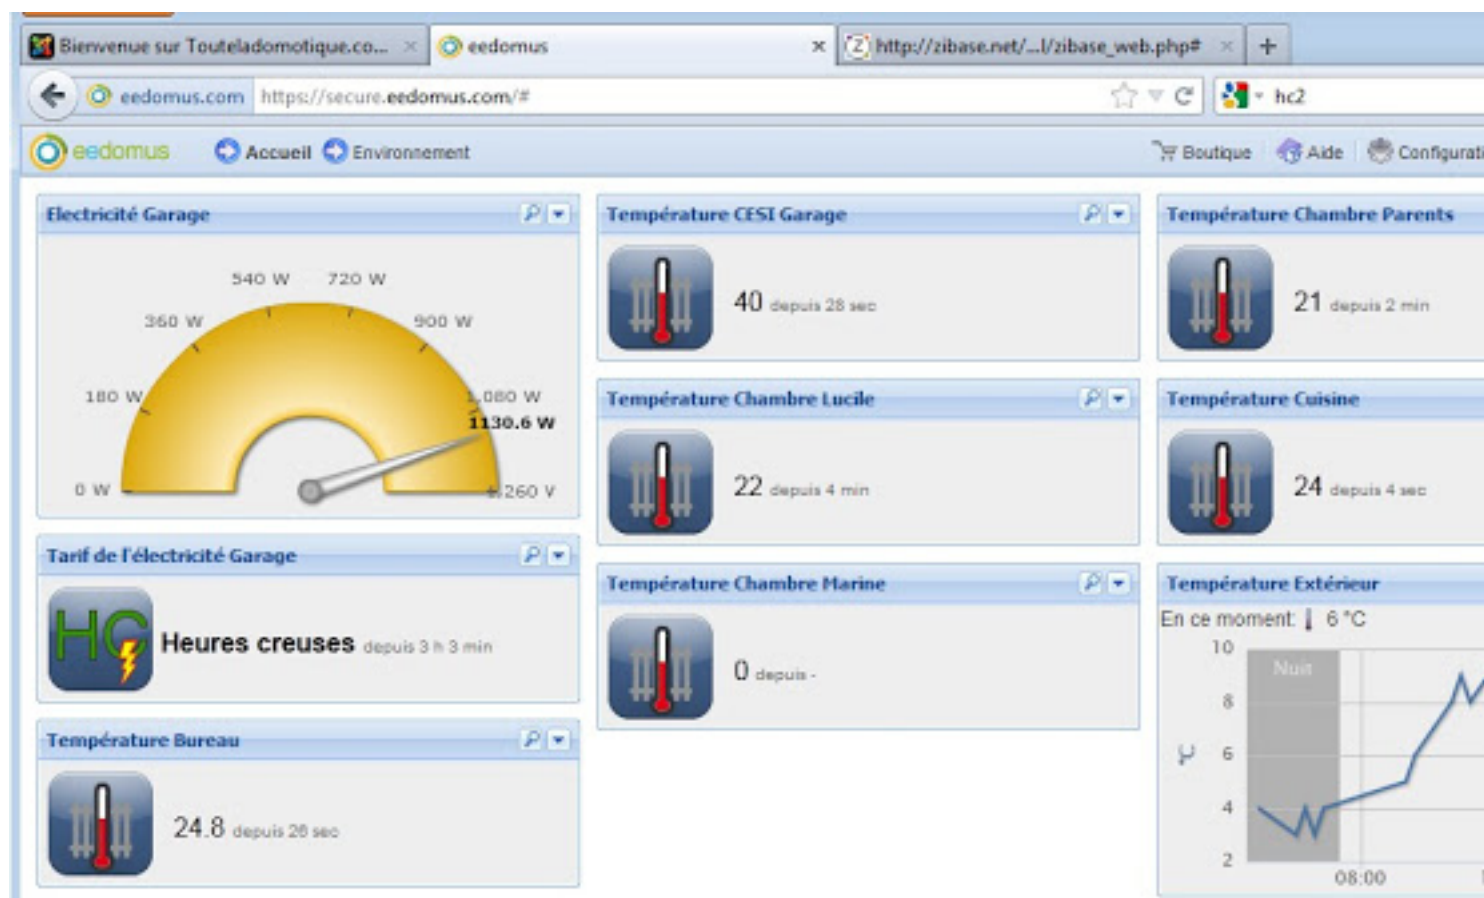 Bienvenue sur Touteladomotique.co... ×
eedomus ×
http://zibase.net/...l/zibase_web.php# × +
eedomus.com https://secure.eedomus.com/#
hc2
eedomus Accueil Environnement
Boutique Aide Configurati
Electricité Garage
540 W 720 W
360 W 900 W
180 W 1,080 W
1130.6 W
0 W 1,260 V
Tarif de l'électricité Garage
HC
Heures creuses depuis 3 h 3 min
Température Bureau
24.8 depuis 26 sec
Température CESI Garage
40 depuis 28 sec
Température Chambre Lucile
22 depuis 4 min
Température Chambre Marine
0 depuis -
Température Chambre Parents
21 depuis 2 min
Température Cuisine
24 depuis 4 sec
Température Extérieur
En ce moment: 6 °C
10
Nuit
8
°C
6
4
2
08:00